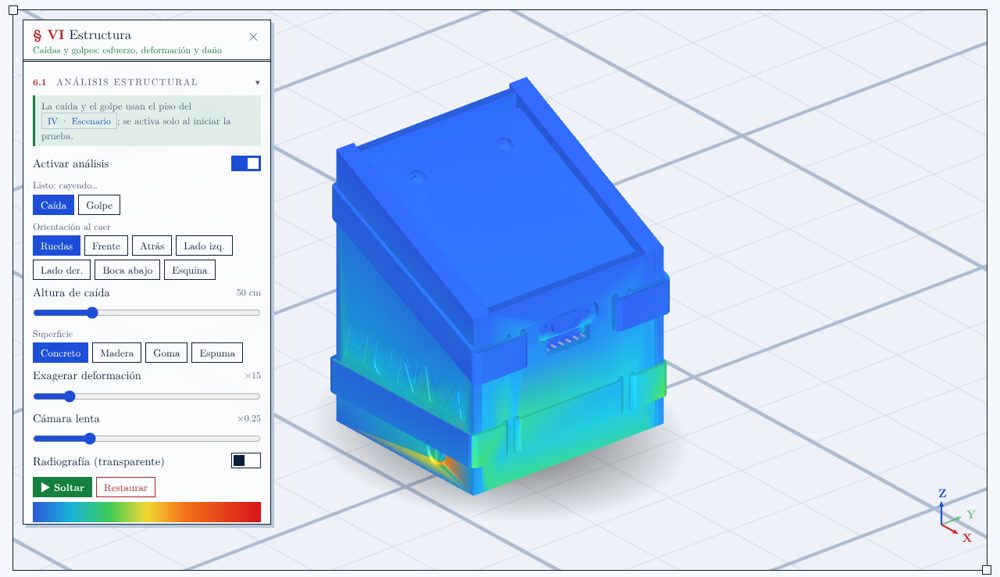 § VI Estructura
Caídas y golpes: esfuerzo, deformación y daño
6.1 ANÁLISIS ESTRUCTURAL
La caída y el golpe usan el piso del
IV · Escenario ; se activa solo al iniciar la
prueba.
Activar análisis
Listo: cayendo...
Caída Golpe
Orientación al caer
Ruedas Frente Atrás Lado izq.
Lado der. Boca abajo Esquina
Altura de caída 50 cm
Superficie
Concreto Madera Goma Espuma
Exagerar deformación ×15
Cámara lenta ×0.25
Radiografía (transparente)
Soltar Restaurar
Z
Y
X